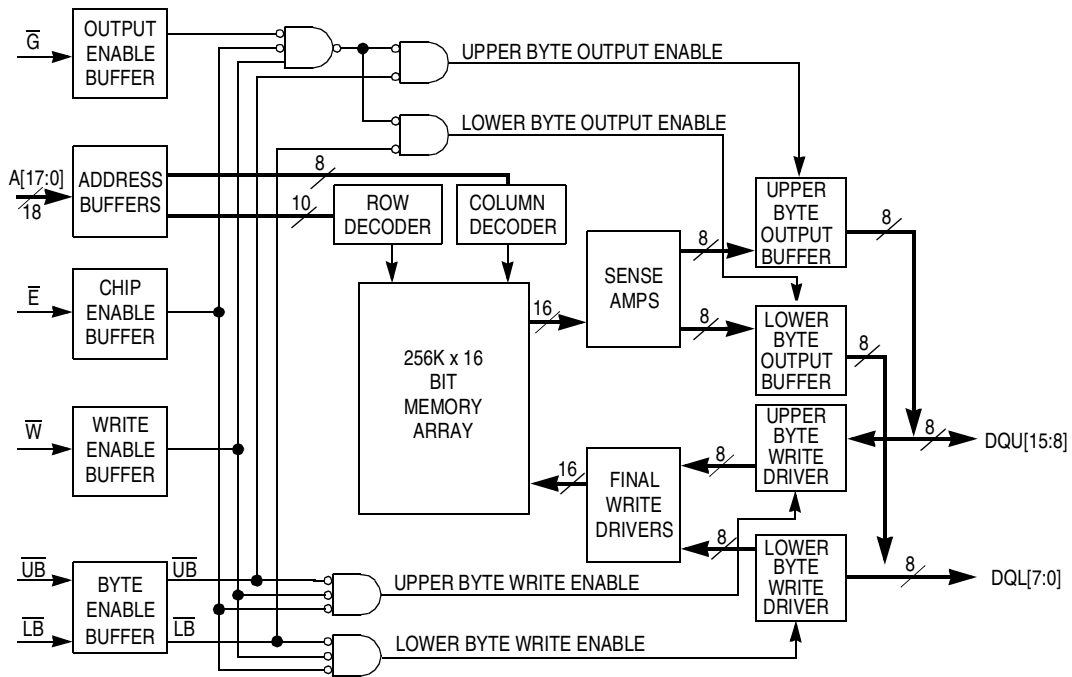 G̅
OUTPUT
ENABLE
BUFFER
UPPER BYTE OUTPUT ENABLE
LOWER BYTE OUTPUT ENABLE
A[17:0]
18
ADDRESS
BUFFERS
8
10
ROW
DECODER
COLUMN
DECODER
UPPER
BYTE
OUTPUT
BUFFER
8
E̅
CHIP
ENABLE
BUFFER
256K x 16
BIT
MEMORY
ARRAY
16
SENSE
AMPS
8
8
LOWER
BYTE
OUTPUT
BUFFER
8
W̅
WRITE
ENABLE
BUFFER
16
FINAL
WRITE
DRIVERS
8
8
UPPER
BYTE
WRITE
DRIVER
8
DQU[15:8]
LOWER
BYTE
WRITE
DRIVER
8
DQL[7:0]
U̅B̅
L̅B̅
BYTE
ENABLE
BUFFER
U̅B̅
L̅B̅
UPPER BYTE WRITE ENABLE
LOWER BYTE WRITE ENABLE